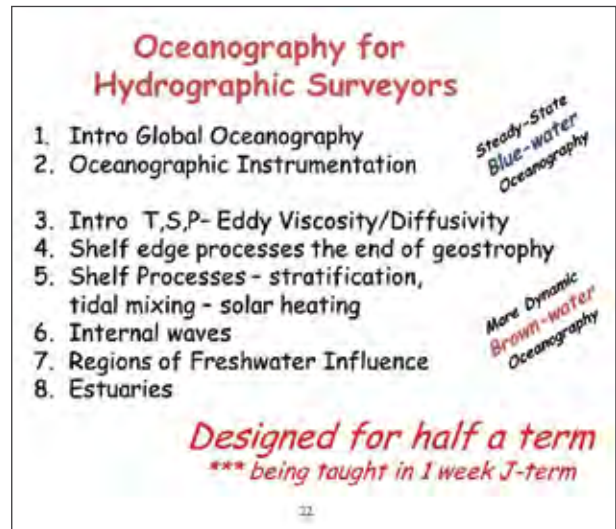 Oceanography for
Hydrographic Surveyors
1. Intro Global Oceanography
2. Oceanographic Instrumentation
Steady-State
Blue-water
Oceanography
3. Intro T,S,P- Eddy Viscosity/Diffusivity
4. Shelf edge processes the end of geostrophy
5. Shelf Processes - stratification,
tidal mixing - solar heating
6. Internal waves
7. Regions of Freshwater Influence
8. Estuaries
More Dynamic
Brown-water
Oceanography
Designed for half a term
*** being taught in 1 week J-term